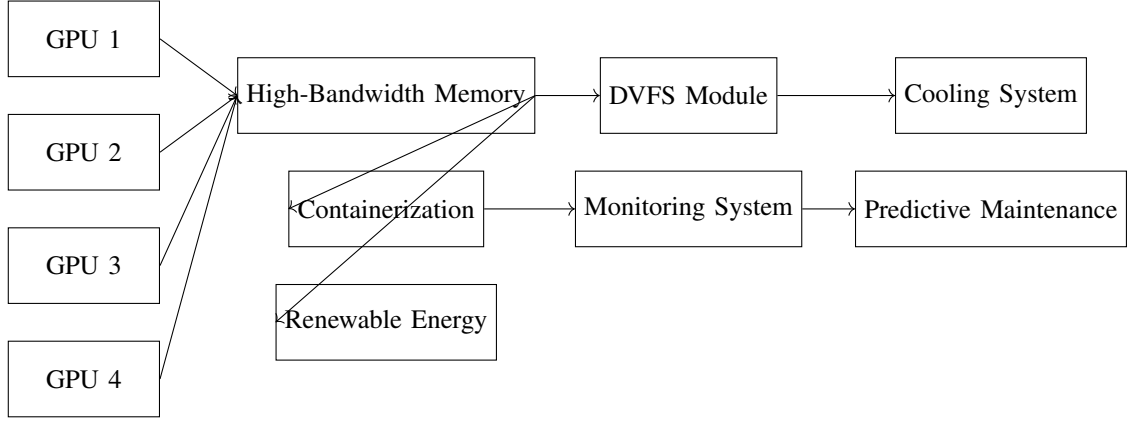 GPU 1
GPU 2
GPU 3
GPU 4
High-Bandwidth Memory
DVFS Module
Cooling System
Containerization
Monitoring System
Predictive Maintenance
Renewable Energy